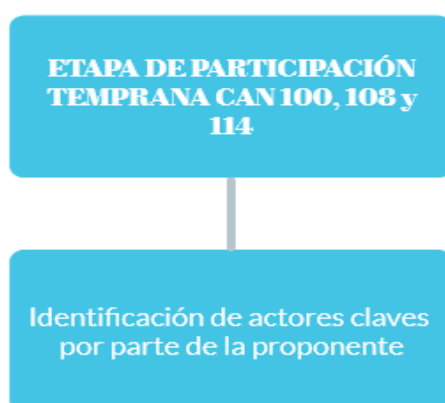 ETAPA DE PARTICIPACIÓN
TEMPRANA CAN 100, 108 y
114
Identificación de actores claves
por parte de la proponente